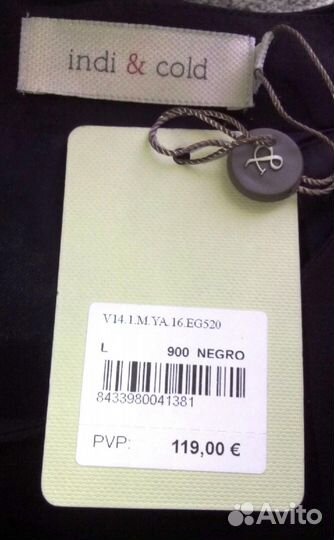 indi & cold
&
V14.1.M.YA.16.EG520
L 900 NEGRO
8433980041381
PVP: 119,00 €
Avito